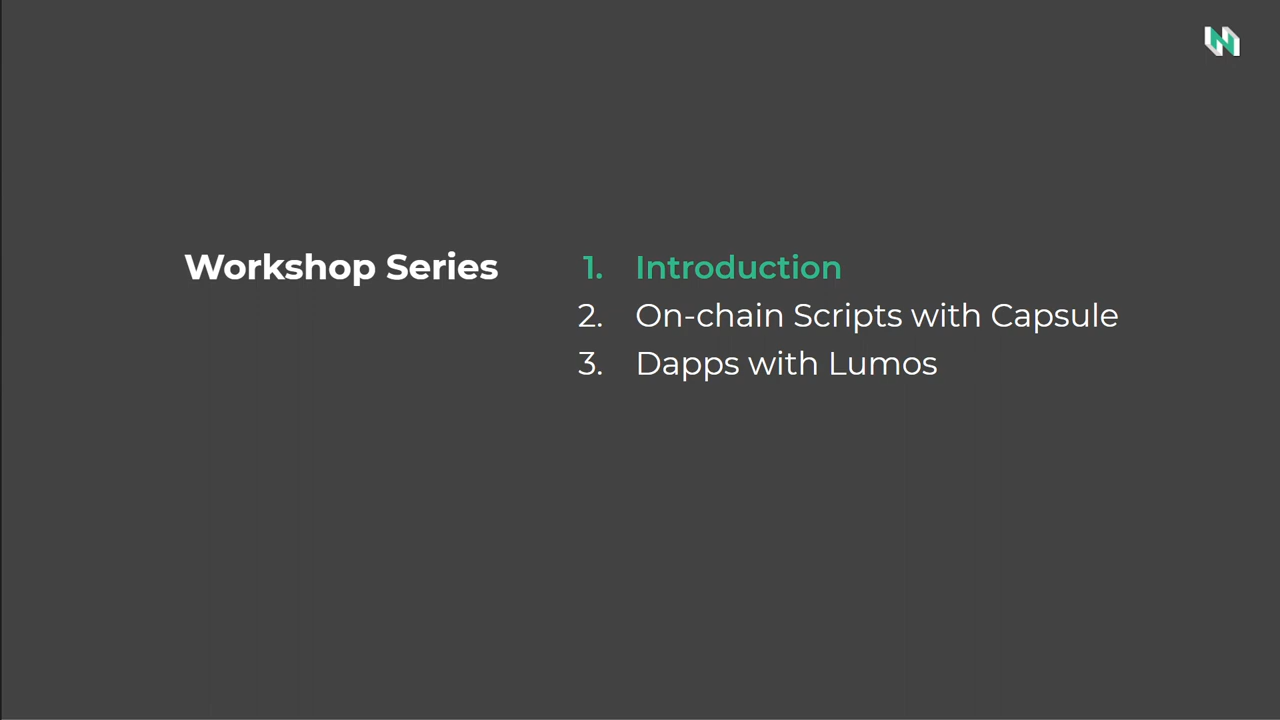 Workshop Series
1. Introduction
2. On-chain Scripts with Capsule
3. Dapps with Lumos